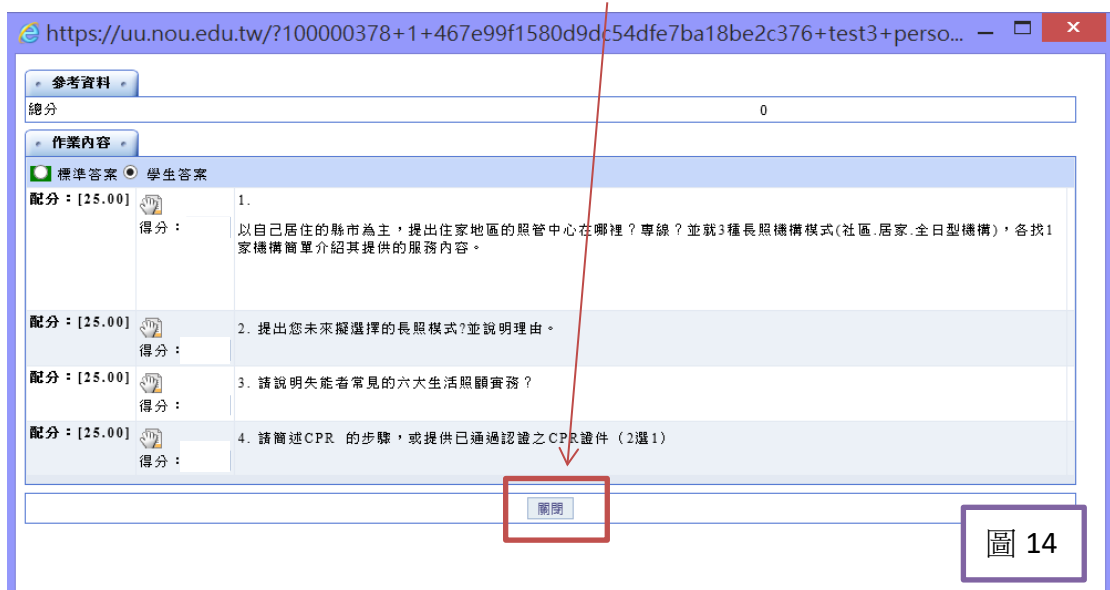 https://uu.nou.edu.tw/?100000378+1+467e99f1580d9dc54dfe7ba18be2c376+test3+perso...
參考資料
總分 0
作業內容
標準答案 學生答案
配分：[25.00] 1.
得分：
以自己居住的縣市為主，提出住家地區的照管中心在哪裡？專線？並就3種長照機構模式(社區.居家.全日型機構)，各找1
家機構簡單介紹其提供的服務內容。
配分：[25.00] 2. 提出您未來擬選擇的長照模式?並說明理由。
得分：
配分：[25.00] 3. 請說明失能者常見的六大生活照顧實務？
得分：
配分：[25.00] 4. 請簡述CPR 的步驟，或提供已通過認證之CPR證件（2選1）
得分：
關閉
圖 14